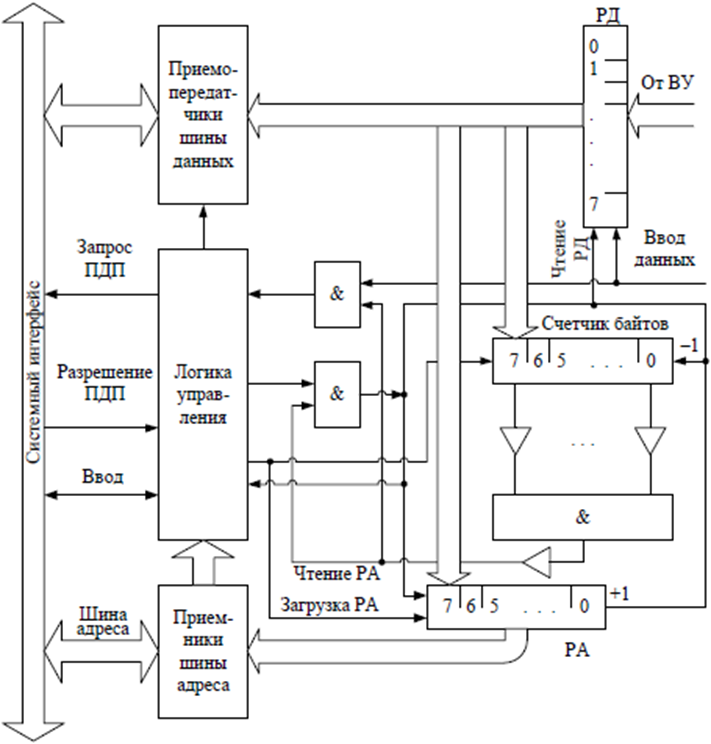 РД
0
1
.
.
.
7
От ВУ
Приемо-
передат-
чики
шины
данных
Чтение
РД
Ввод
данных
Запрос
ПДП
&
Счетчик байтов
7 6 5 . . . 0
–1
Системный интерфейс
Разрешение
ПДП
Логика
управ-
ления
&
. . .
Ввод
&
Чтение РА
Загрузка РА
7 6 5 . . . 0
+1
РА
Шина
адреса
Прием-
ники
шины
адреса